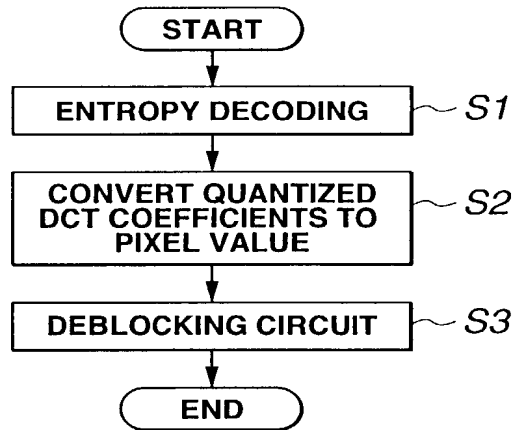 START
ENTROPY DECODING
S1
CONVERT QUANTIZED
DCT COEFFICIENTS TO
PIXEL VALUE
S2
DEBLOCKING CIRCUIT
S3
END